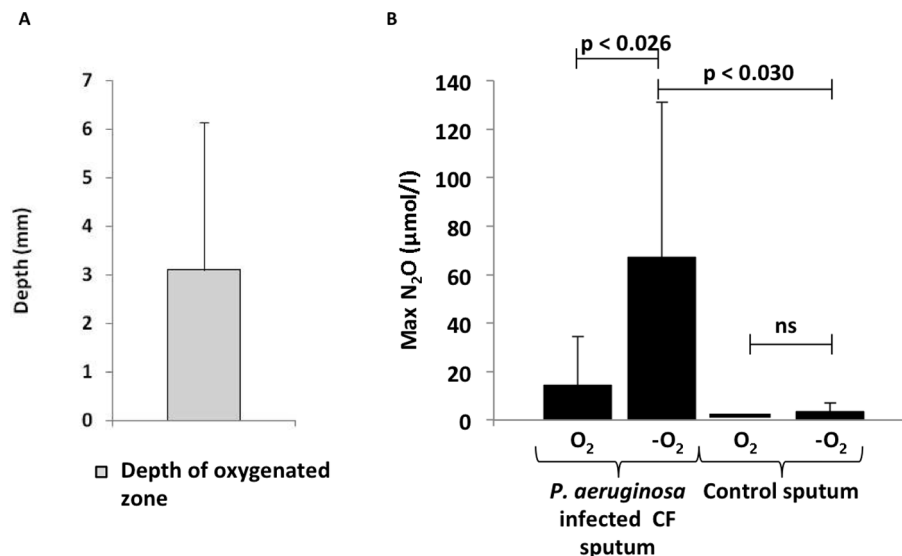 A
7
6
5
4
3
2
1
0
Depth (mm)
Depth of oxygenated
zone
B
p < 0.026
p < 0.030
140
120
100
80
60
40
20
0
Max N₂O (µmol/l)
ns
O₂ -O₂ O₂ -O₂
P. aeruginosa
infected CF
sputum
Control sputum